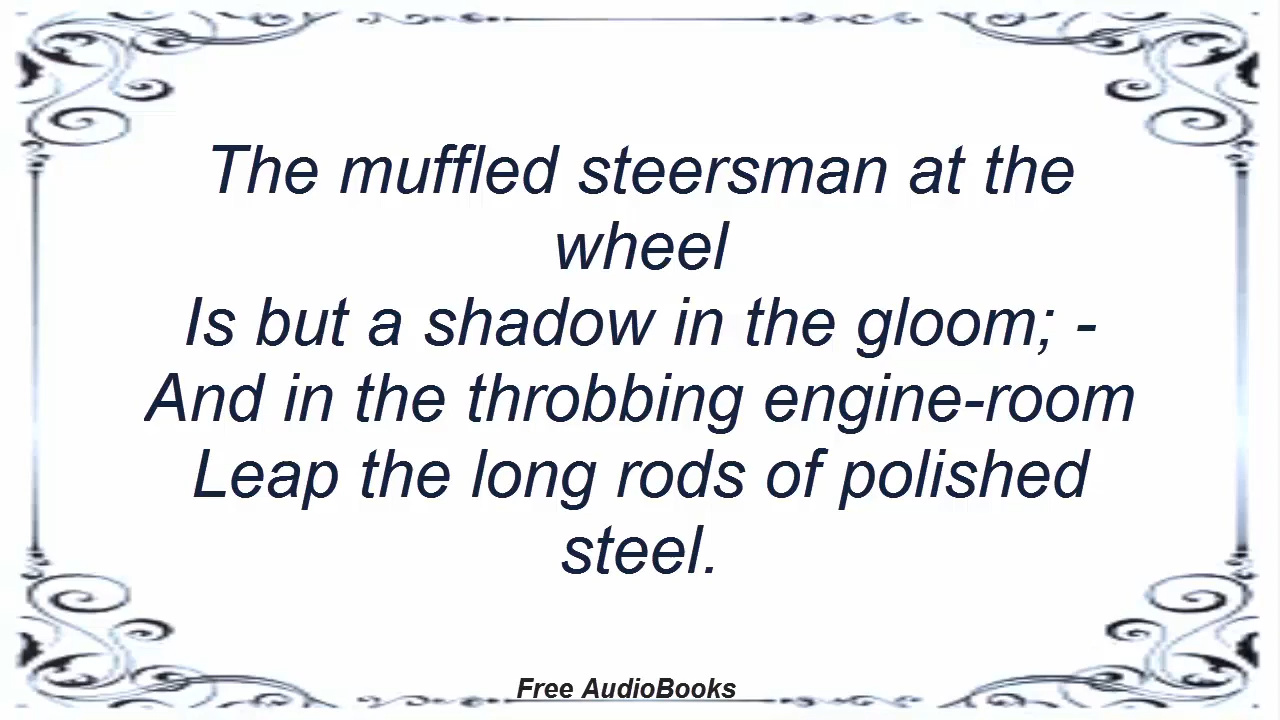 The muffled steersman at the
wheel
Is but a shadow in the gloom; -
And in the throbbing engine-room
Leap the long rods of polished
steel.
Free AudioBooks